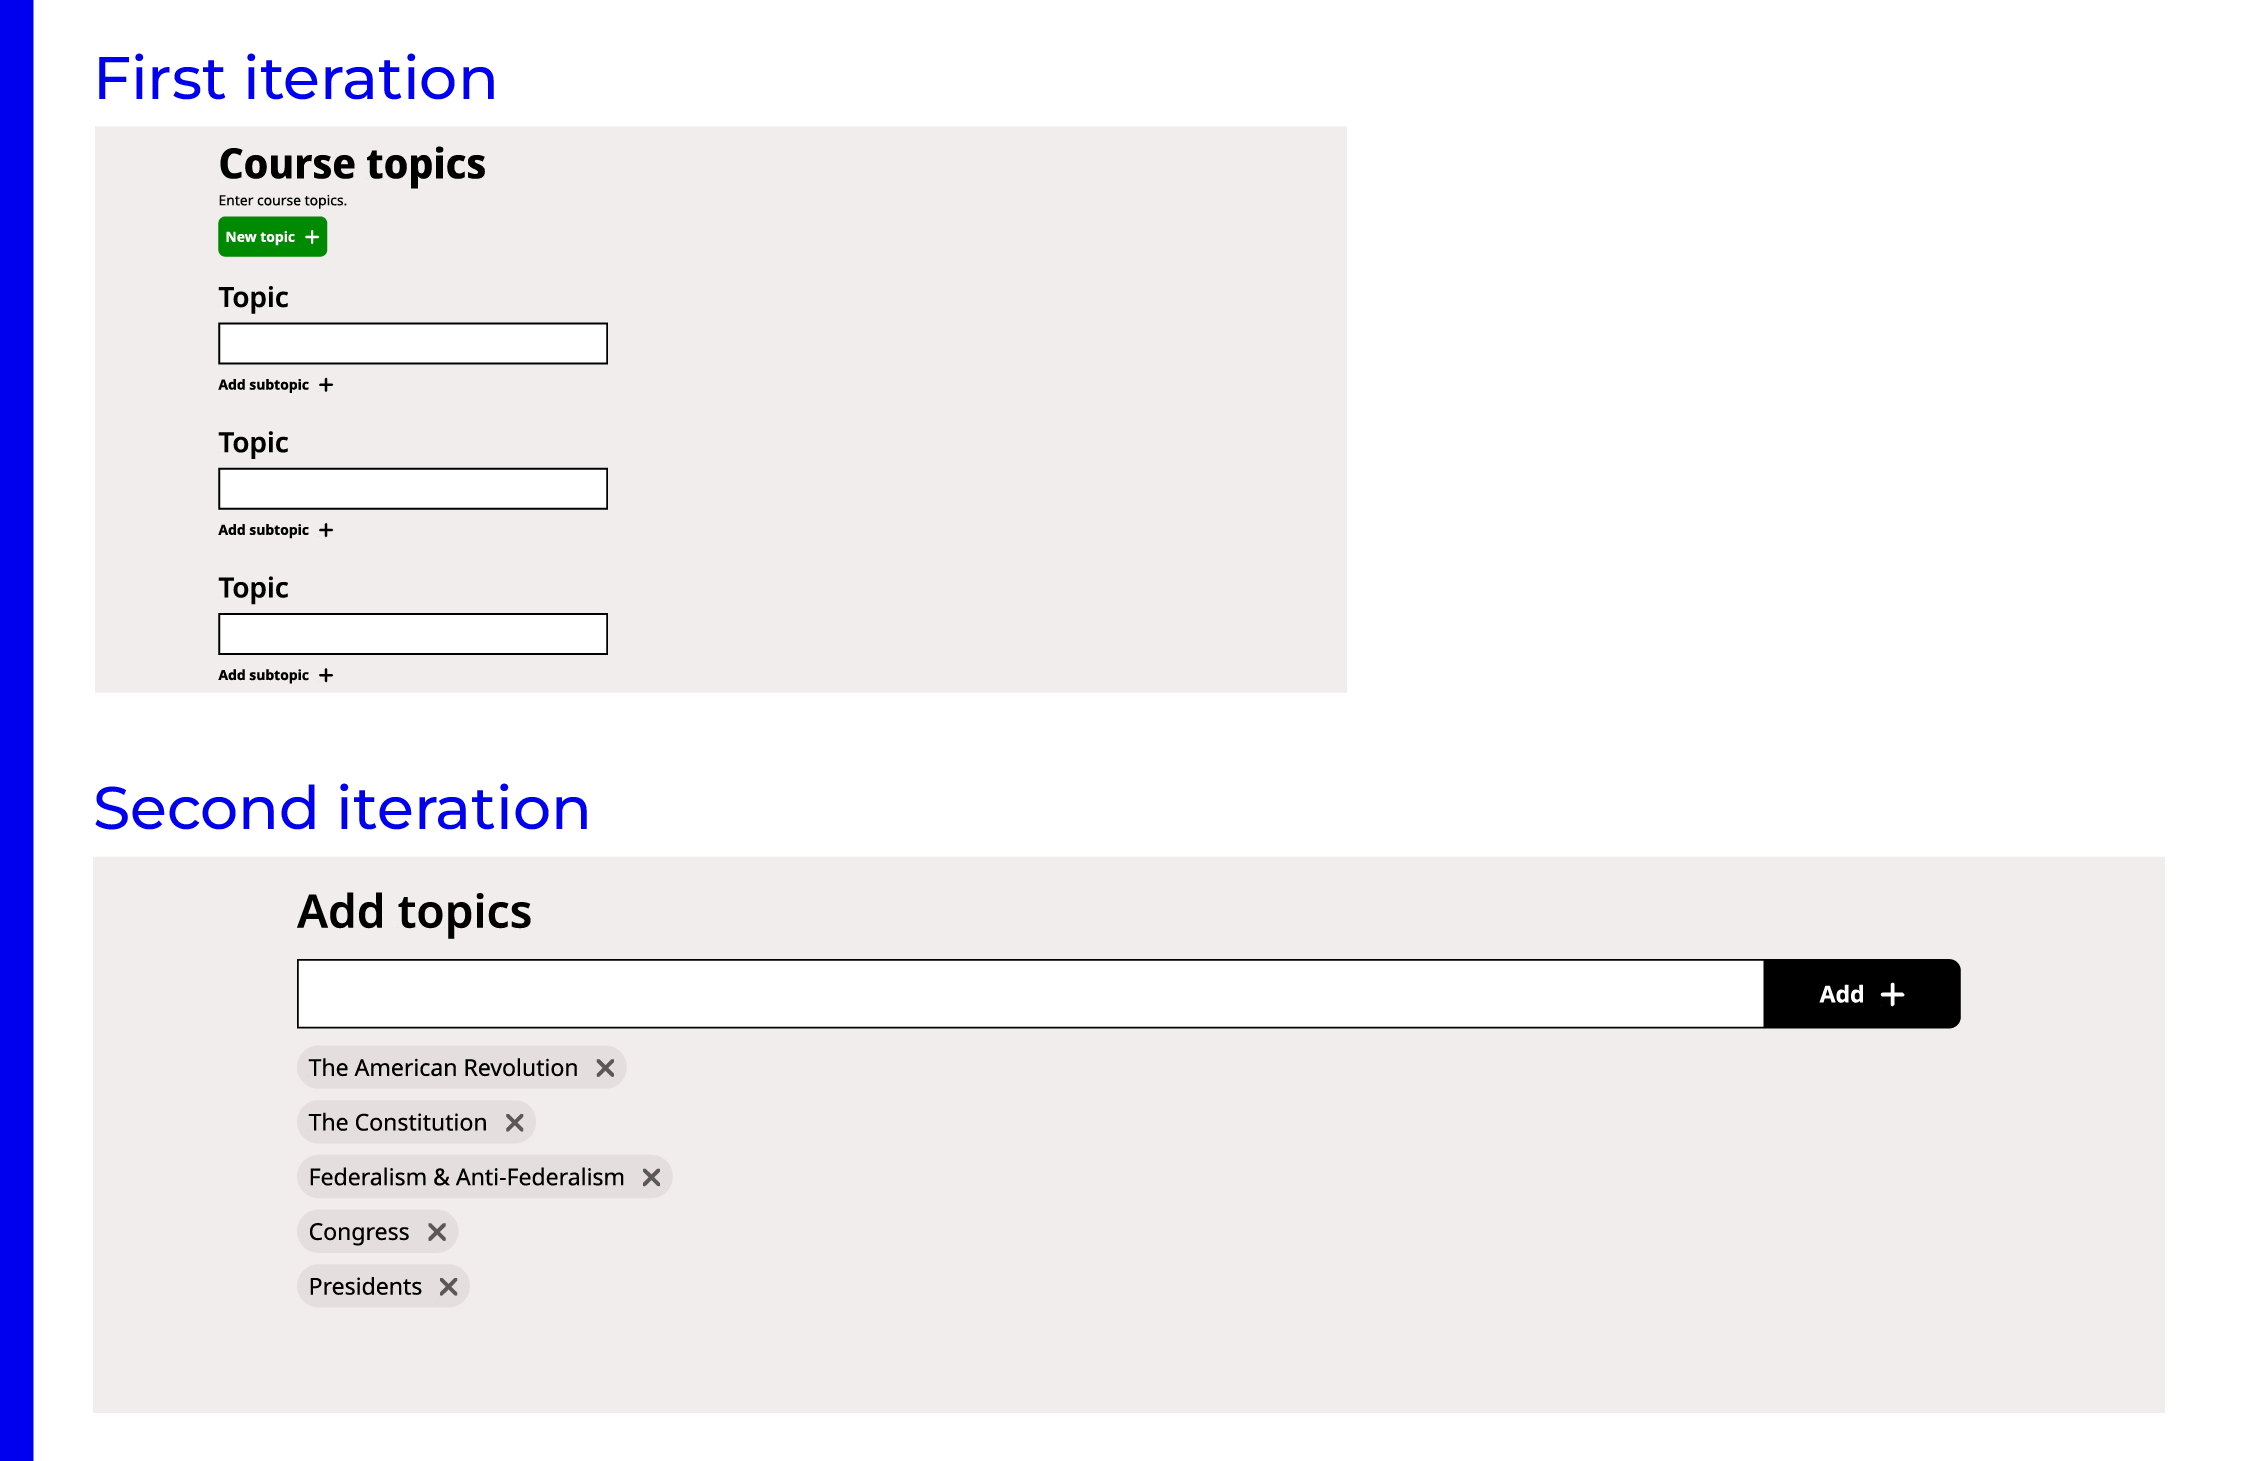 First iteration
Course topics
Enter course topics.
New topic +
Topic
Add subtopic +
Topic
Add subtopic +
Topic
Add subtopic +
Second iteration
Add topics
Add +
The American Revolution ×
The Constitution ×
Federalism & Anti-Federalism ×
Congress ×
Presidents ×